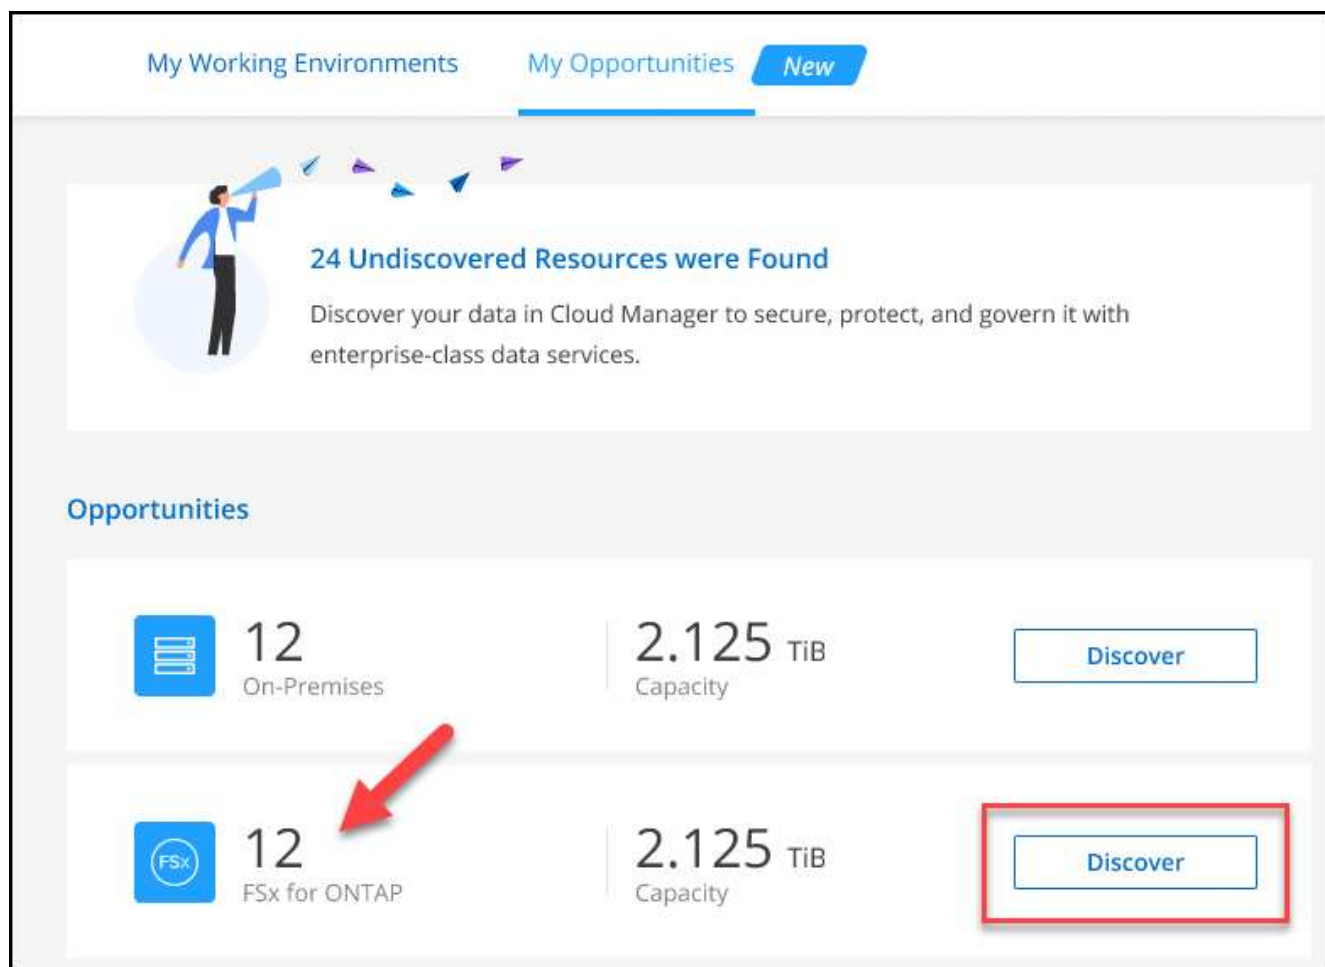 My Working Environments My Opportunities New
24 Undiscovered Resources were Found
Discover your data in Cloud Manager to secure, protect, and govern it with
enterprise-class data services.
Opportunities
12 2.125 TiB Discover
On-Premises Capacity
FSx 12 2.125 TiB Discover
FSx for ONTAP Capacity